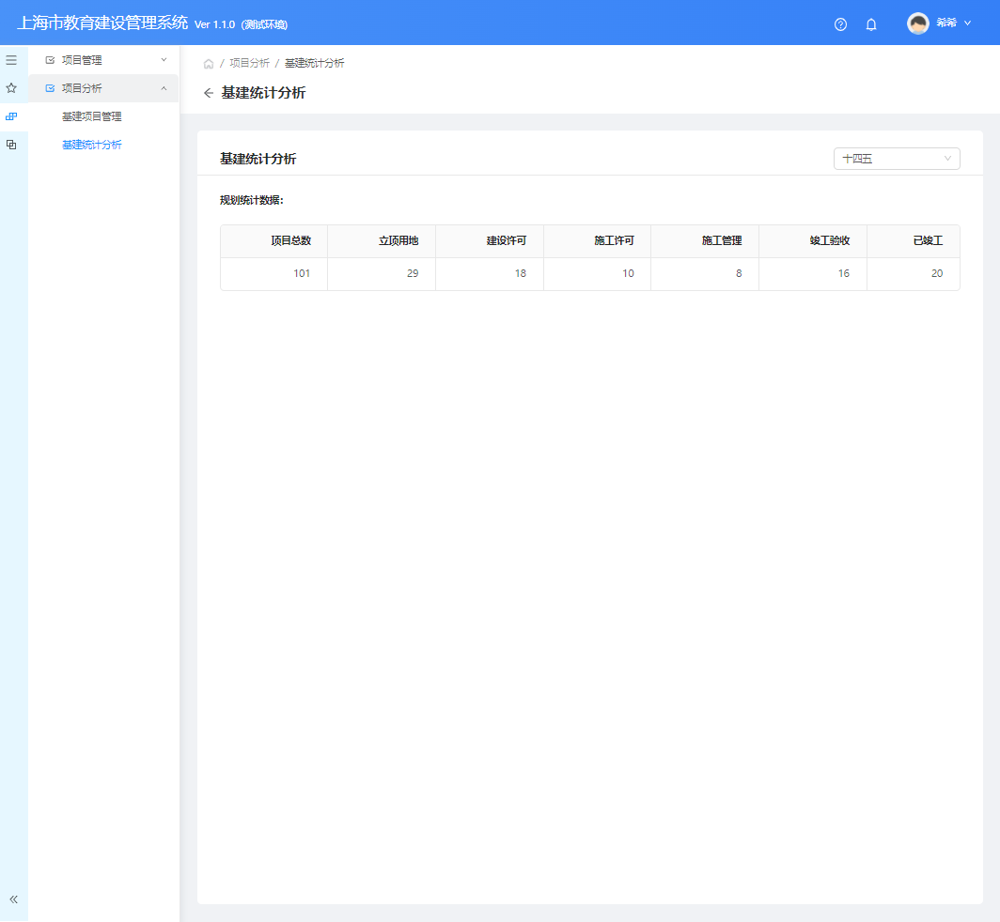 上海市教育建设管理系统 Ver 1.1.0 (测试环境)
希希
项目管理
项目分析
基建项目管理
基建统计分析
/ 项目分析 / 基建统计分析
基建统计分析
基建统计分析
十四五
规划统计数据:
项目总数 立项用地 建设许可 施工许可 施工管理 竣工验收 已竣工
101 29 18 10 8 16 20